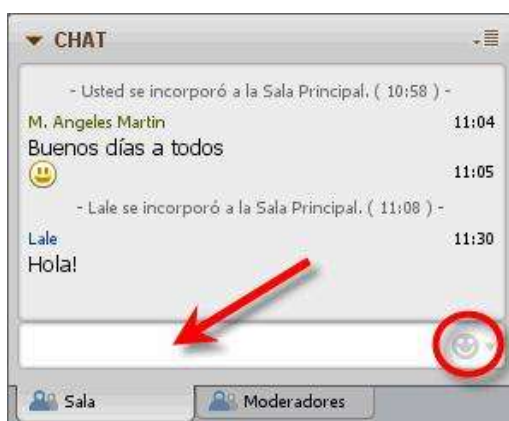 CHAT
- Usted se incorporó a la Sala Principal. ( 10:58 ) -
M. Angeles Martin 11:04
Buenos días a todos
11:05
- Lale se incorporó a la Sala Principal. ( 11:08 ) -
Lale 11:30
Hola!
Sala Moderadores